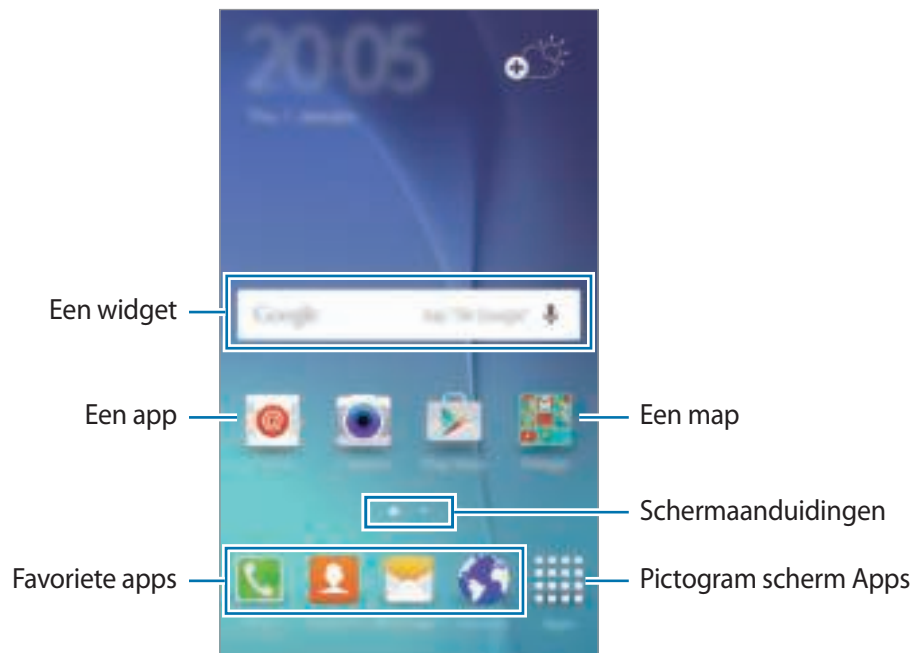 20:05
Een widget
Google
Een app
Een map
Schermaanduidingen
Favoriete apps
Pictogram scherm Apps